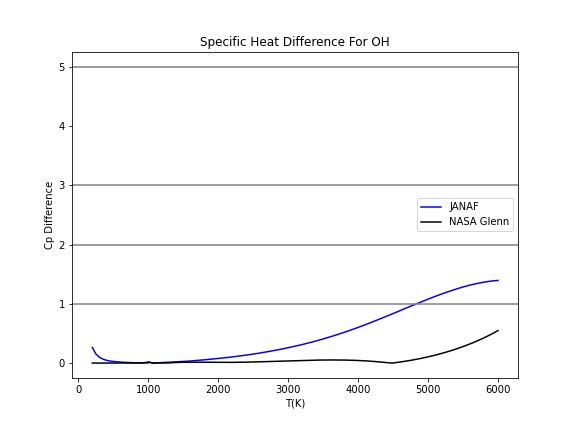 Specific Heat Difference For OH
5
4
3
2
1
0
Cp Difference
JANAF
NASA Glenn
0 1000 2000 3000 4000 5000 6000
T(K)